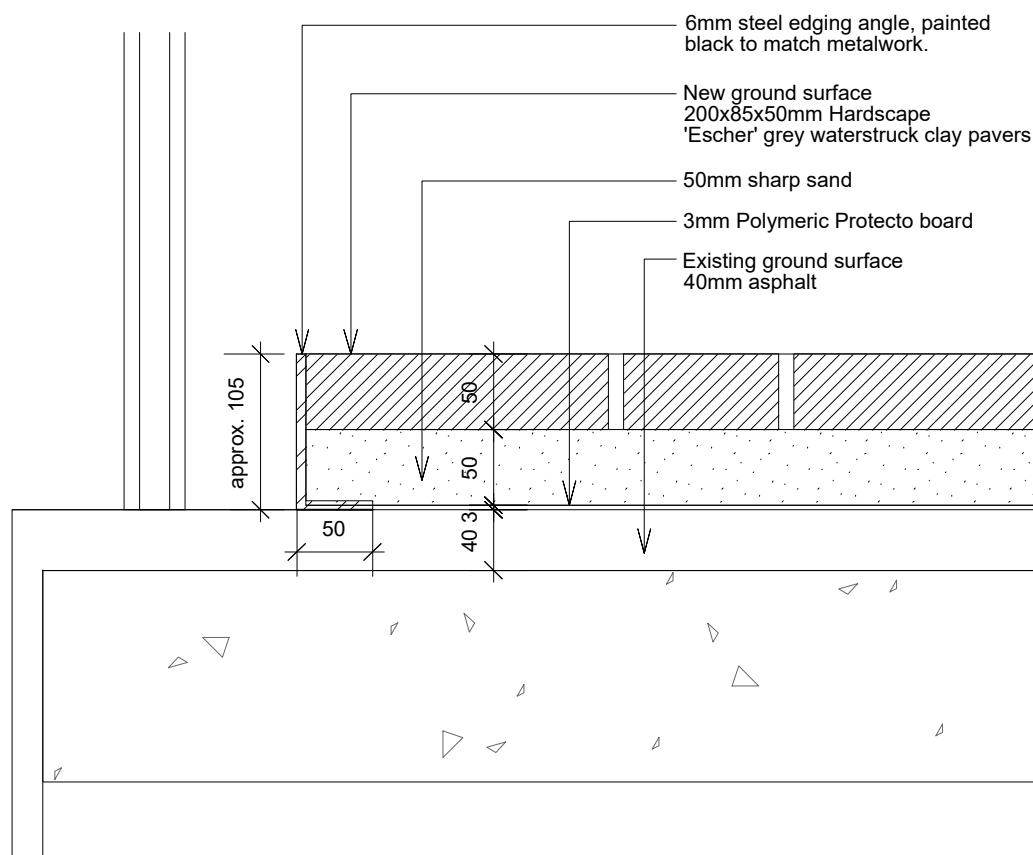 6mm steel edging angle, painted
black to match metalwork.
New ground surface
200x85x50mm Hardscape
'Escher' grey waterstruck clay pavers
50mm sharp sand
3mm Polymeric Protecto board
Existing ground surface
40mm asphalt
approx. 105
50
50
3
40
50